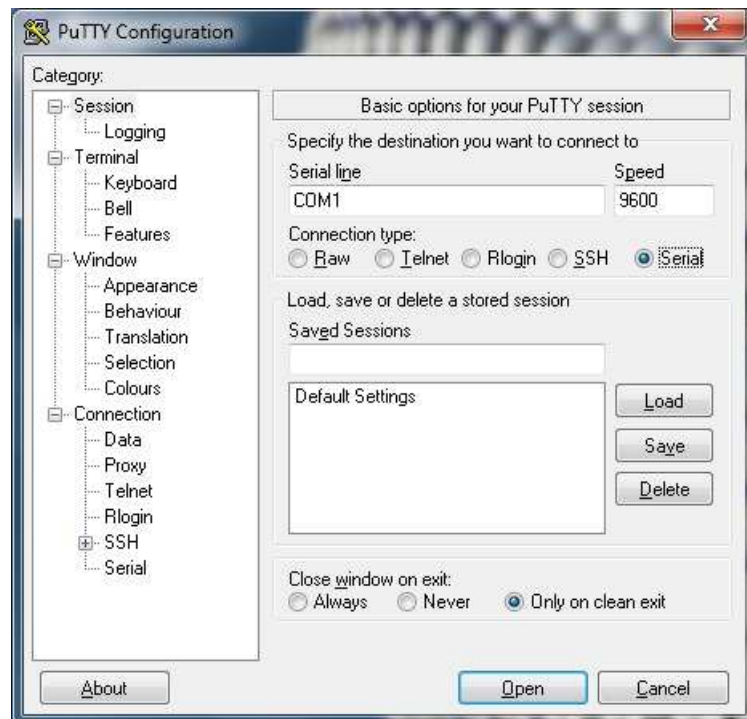 PuTTY Configuration
Category:
Session
Logging
Terminal
Keyboard
Bell
Features
Window
Appearance
Behaviour
Translation
Selection
Colours
Connection
Data
Proxy
Telnet
Rlogin
SSH
Serial
Basic options for your PuTTY session
Specify the destination you want to connect to
Serial line Speed
COM1 9600
Connection type:
Raw Telnet Rlogin SSH Serial
Load, save or delete a stored session
Saved Sessions
Default Settings
Load
Save
Delete
Close window on exit:
Always Never Only on clean exit
About Open Cancel